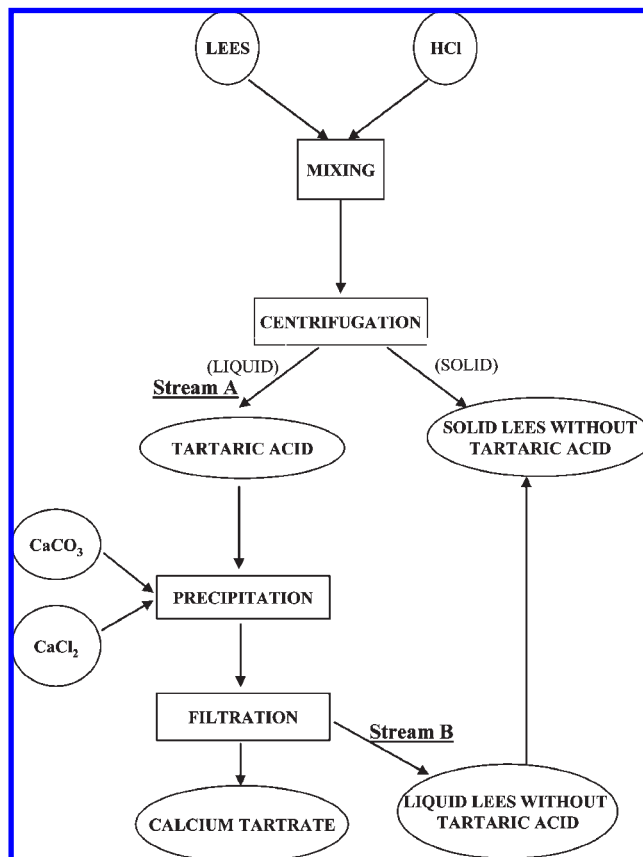 LEES
HCl
MIXING
CENTRIFUGATION
(LIQUID)
(SOLID)
Stream A
TARTARIC ACID
SOLID LEES WITHOUT
TARTARIC ACID
CaCO₃
PRECIPITATION
CaCl₂
FILTRATION
Stream B
CALCIUM TARTRATE
LIQUID LEES WITHOUT
TARTARIC ACID